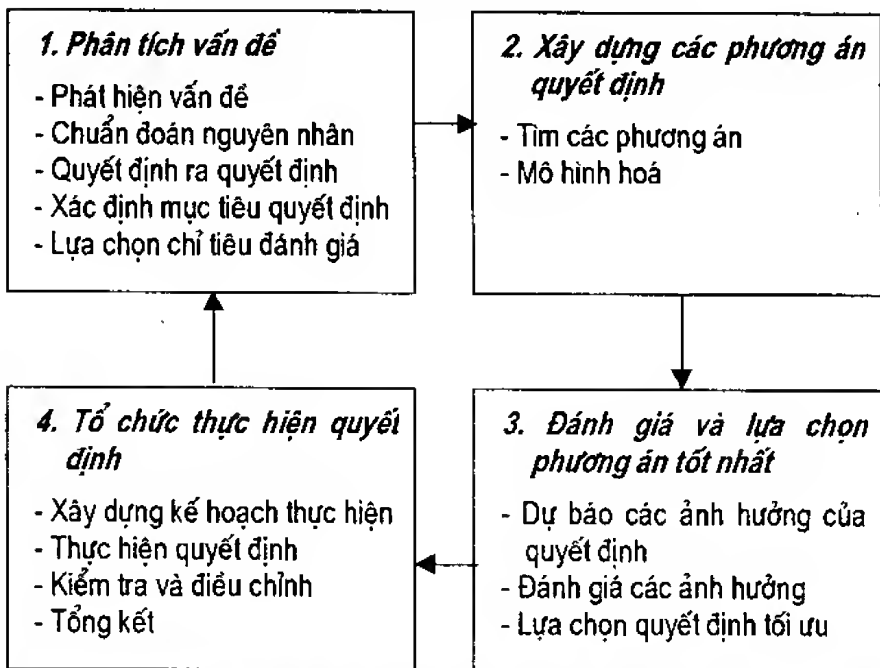 1. Phân tích vấn đề
- Phát hiện vấn đề
- Chuẩn đoán nguyên nhân
- Quyết định ra quyết định
- Xác định mục tiêu quyết định
- Lựa chọn chỉ tiêu đánh giá
2. Xây dựng các phương án
quyết định
- Tìm các phương án
- Mô hình hoá
3. Đánh giá và lựa chọn
phương án tốt nhất
- Dự báo các ảnh hưởng của
quyết định
- Đánh giá các ảnh hưởng
- Lựa chọn quyết định tối ưu
4. Tổ chức thực hiện quyết
định
- Xây dựng kế hoạch thực hiện
- Thực hiện quyết định
- Kiểm tra và điều chỉnh
- Tổng kết